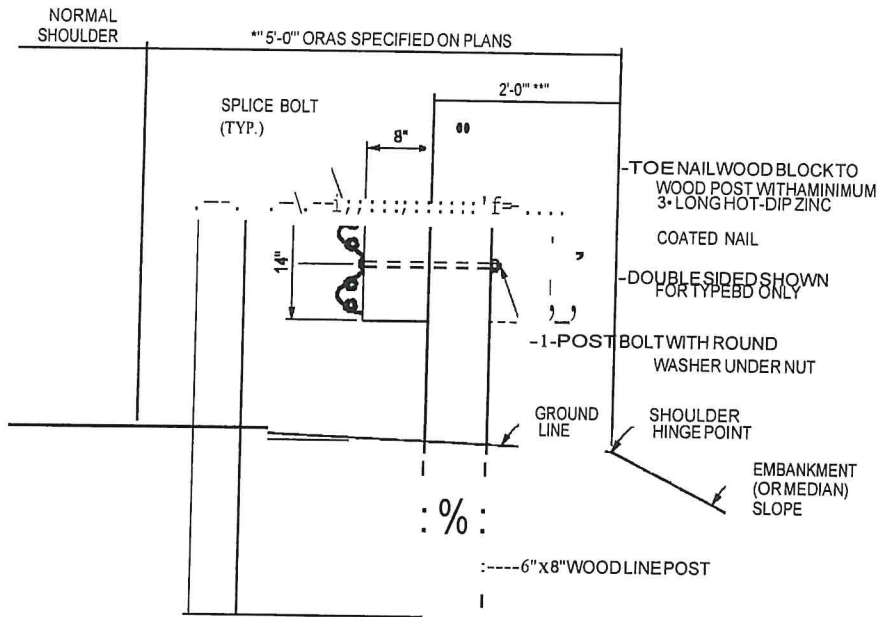 NORMAL
SHOULDER
*" 5'-0'" ORAS SPECIFIED ON PLANS
2'-0'" **"
SPLICE BOLT
(TYP.)
8"
-TOE NAIL WOOD BLOCK TO
WOOD POST WITH A MINIMUM
3• LONG HOT-DIP ZINC
COATED NAIL
14"
-DOUBLE SIDED SHOWN
FOR TYPE BD ONLY
-1-POST BOLT WITH ROUND
WASHER UNDER NUT
GROUND
LINE
SHOULDER
HINGE POINT
EMBANKMENT
(OR MEDIAN)
SLOPE
: % :
:----6"X8" WOOD LINE POST